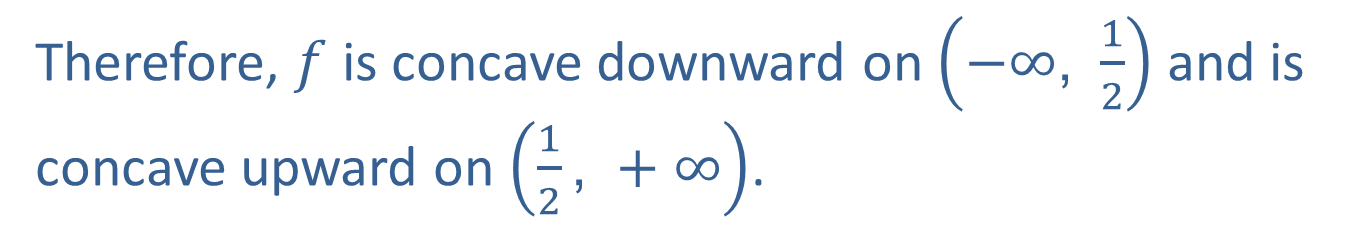 Therefore, f is concave downward on (−∞, 1/2) and is
concave upward on (1/2, + ∞).